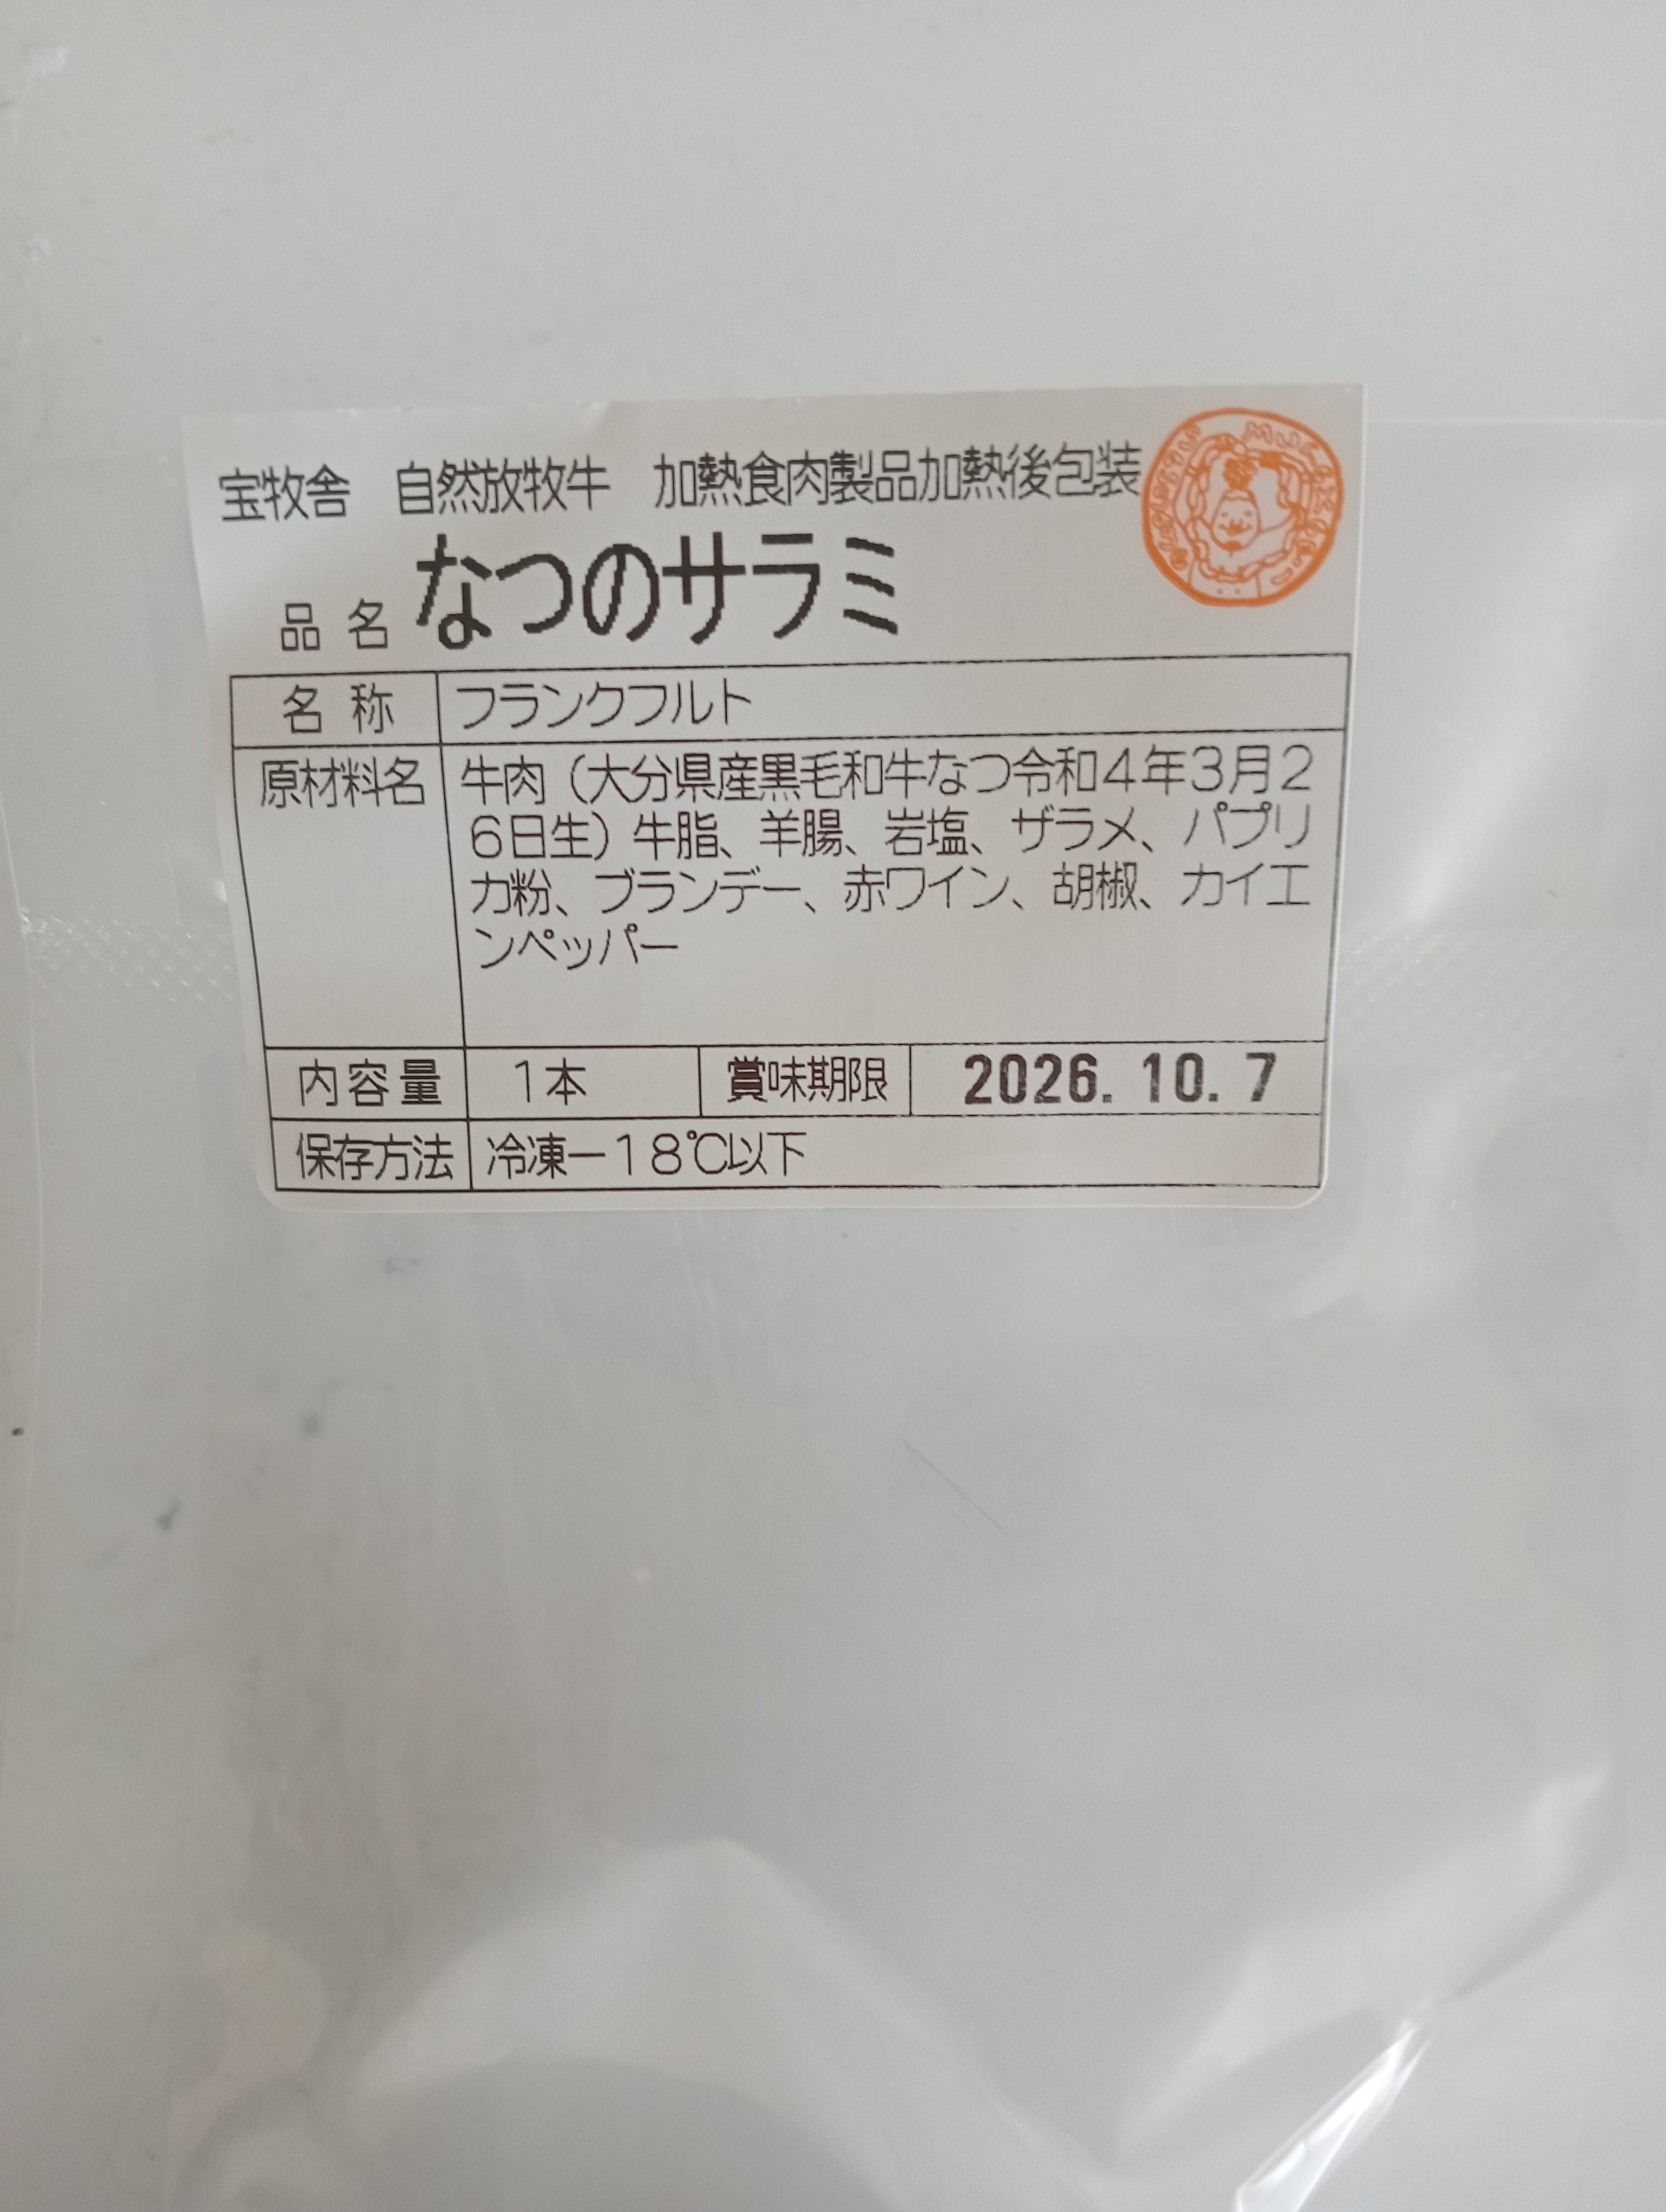 宝牧舎　自然放牧牛　加熱食肉製品加熱後包装
品名 なつのサラミ
名称 フランクフルト
原材料名 牛肉（大分県産黒毛和牛なつ令和４年３月２
６日生）牛脂、羊腸、岩塩、ザラメ、パプリ
カ粉、ブランデー、赤ワイン、胡椒、カイエ
ンペッパー
内容量 １本 賞味期限 2026. 10. 7
保存方法 冷凍－１８℃以下